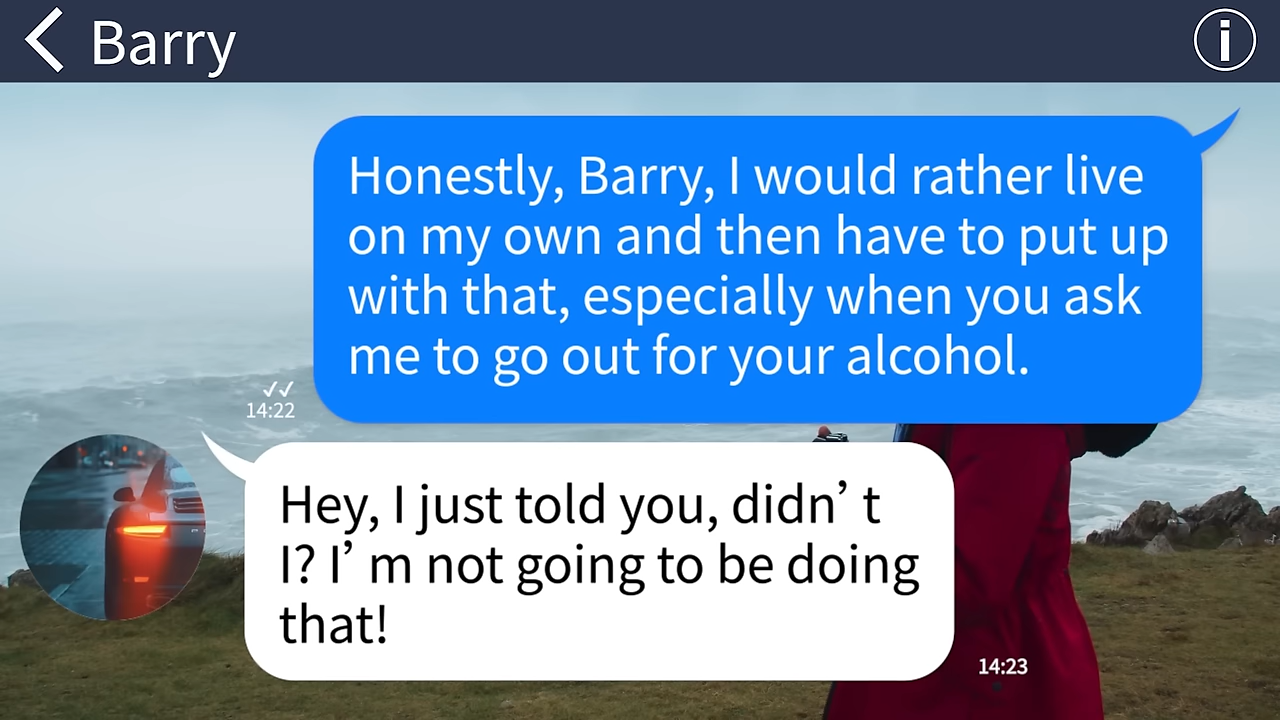 Barry
Honestly, Barry, I would rather live
on my own and then have to put up
with that, especially when you ask
me to go out for your alcohol.
14:22
Hey, I just told you, didn’ t
I? I’ m not going to be doing
that!
14:23